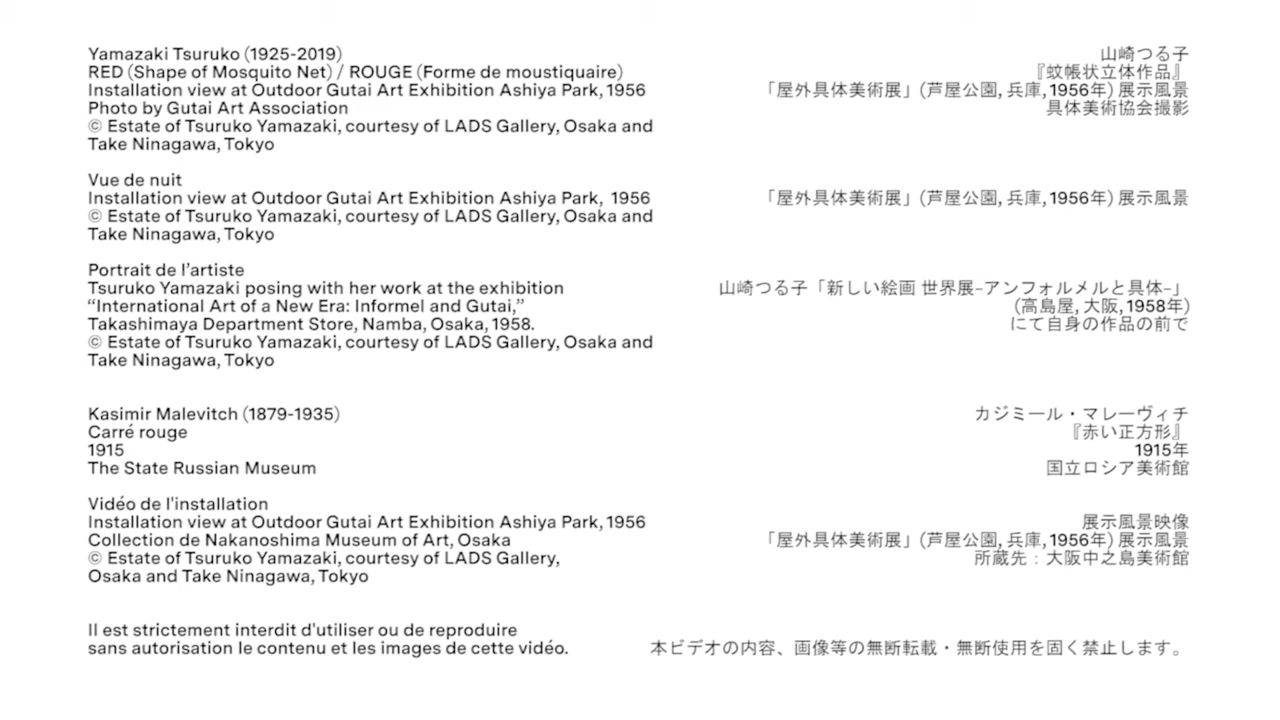 Yamazaki Tsuruko (1925-2019)
RED (Shape of Mosquito Net) / ROUGE (Forme de moustiquaire)
Installation view at Outdoor Gutai Art Exhibition Ashiya Park, 1956
Photo by Gutai Art Association
© Estate of Tsuruko Yamazaki, courtesy of LADS Gallery, Osaka and
Take Ninagawa, Tokyo
山崎つる子
『蚊帳状立体作品』
「屋外具体美術展」(芦屋公園, 兵庫, 1956年) 展示風景
具体美術協会撮影
Vue de nuit
Installation view at Outdoor Gutai Art Exhibition Ashiya Park, 1956
© Estate of Tsuruko Yamazaki, courtesy of LADS Gallery, Osaka and
Take Ninagawa, Tokyo
「屋外具体美術展」(芦屋公園, 兵庫, 1956年) 展示風景
Portrait de l’artiste
Tsuruko Yamazaki posing with her work at the exhibition
“International Art of a New Era: Informel and Gutai,”
Takashimaya Department Store, Namba, Osaka, 1958.
© Estate of Tsuruko Yamazaki, courtesy of LADS Gallery, Osaka and
Take Ninagawa, Tokyo
山崎つる子「新しい絵画 世界展–アンフォルメルと具体–」
(高島屋, 大阪, 1958年)
にて自身の作品の前で
Kasimir Malevitch (1879-1935)
Carré rouge
1915
The State Russian Museum
カジミール・マレーヴィチ
『赤い正方形』
1915年
国立ロシア美術館
Vidéo de l'installation
Installation view at Outdoor Gutai Art Exhibition Ashiya Park, 1956
Collection de Nakanoshima Museum of Art, Osaka
© Estate of Tsuruko Yamazaki, courtesy of LADS Gallery,
Osaka and Take Ninagawa, Tokyo
展示風景映像
「屋外具体美術展」(芦屋公園, 兵庫, 1956年) 展示風景
所蔵先：大阪中之島美術館
Il est strictement interdit d'utiliser ou de reproduire
sans autorisation le contenu et les images de cette vidéo.
本ビデオの内容、画像等の無断転載・無断使用を固く禁止します。